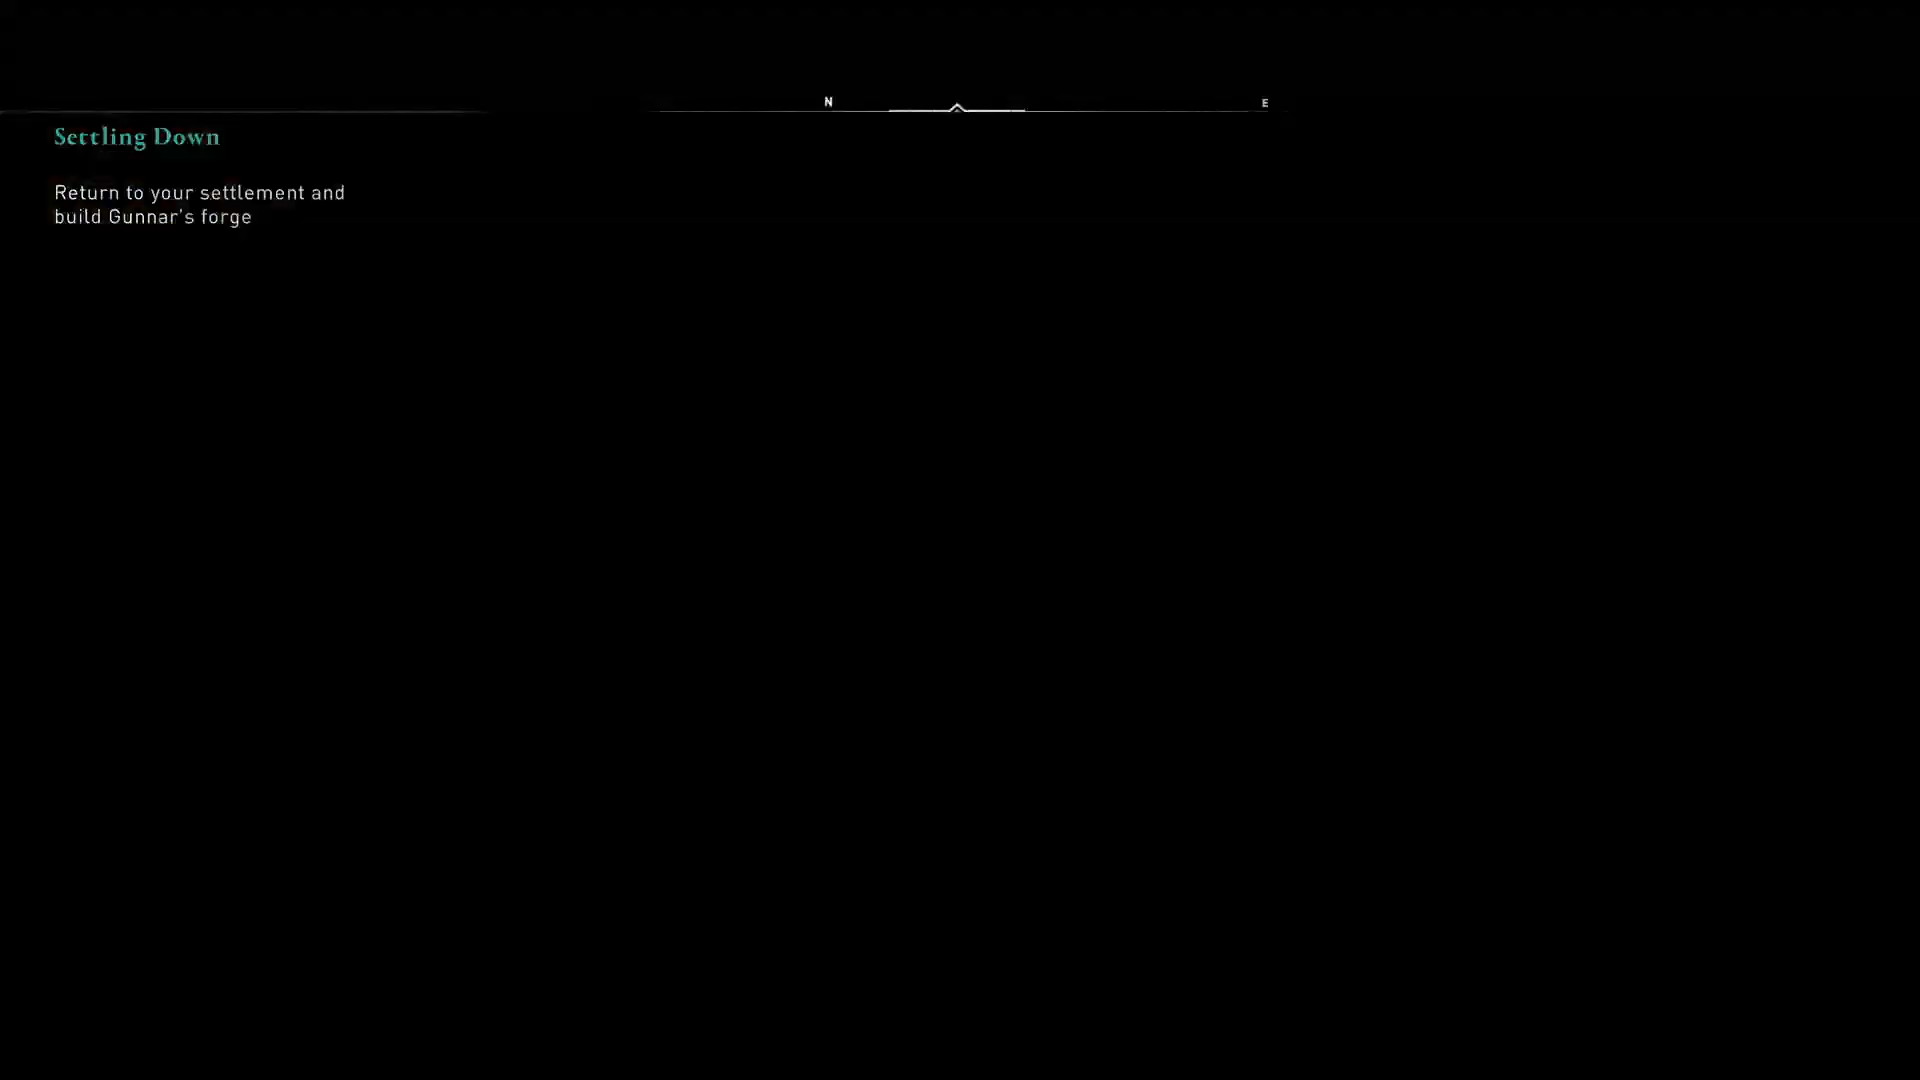 N
E
Settling Down
Return to your settlement and
build Gunnar's forge